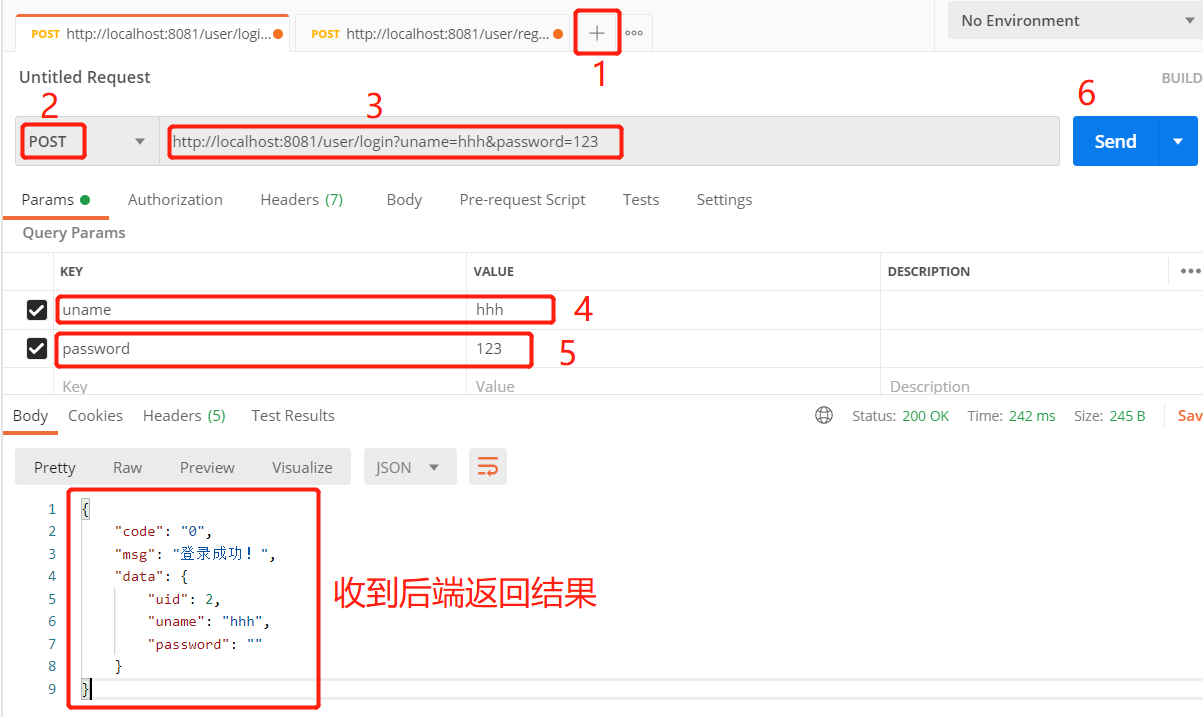 POST http://localhost:8081/user/logi... POST http://localhost:8081/user/reg... No Environment
1
Untitled Request BUILD
2 3 6
POST http://localhost:8081/user/login?uname=hhh&password=123 Send
Params Authorization Headers (7) Body Pre-request Script Tests Settings
Query Params
KEY VALUE DESCRIPTION
uname hhh 4
password 123 5
Key Value Description
Body Cookies Headers (5) Test Results Status: 200 OK Time: 242 ms Size: 245 B Sav
Pretty Raw Preview Visualize JSON
1 {
2 "code": "0",
3 "msg": "登录成功！",
4 "data": {
5 "uid": 2,
收到后端返回结果
6 "uname": "hhh",
7 "password": ""
8 }
9 }